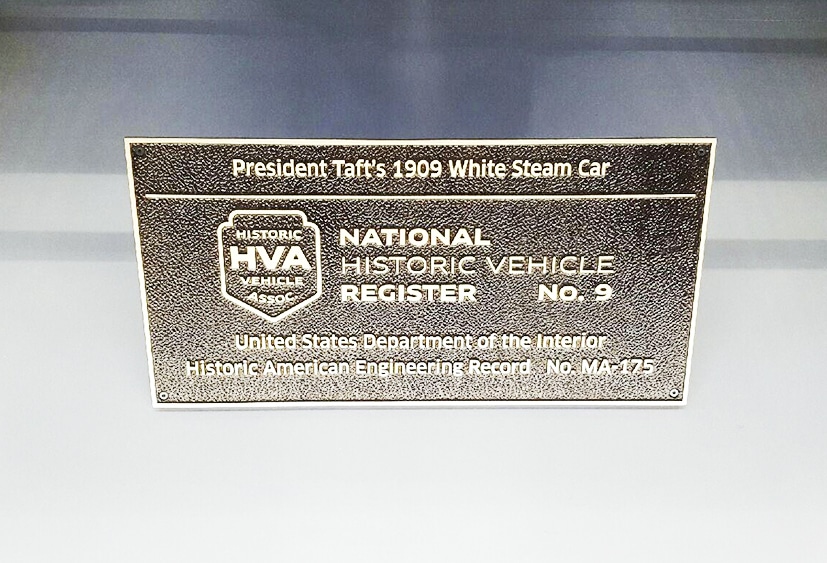 President Taft's 1909 White Steam Car
HISTORIC
HVA
VEHICLE
ASSOC
NATIONAL
HISTORIC VEHICLE
REGISTER No. 9
United States Department of the Interior
Historic American Engineering Record No. MA-175